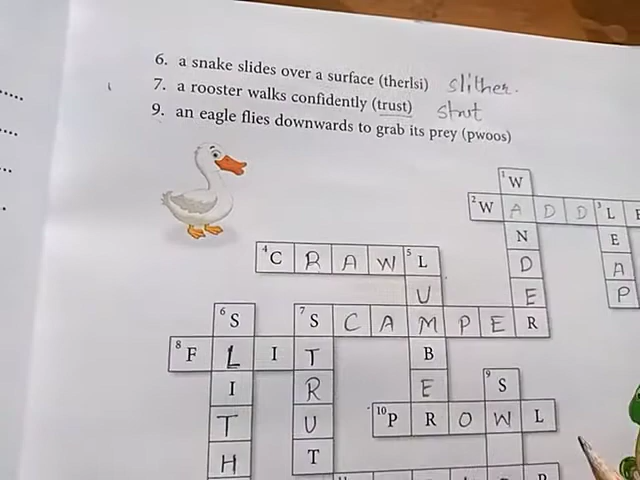 6. a snake slides over a surface (therlsi) slither.
7. a rooster walks confidently (trust) strut
9. an eagle flies downwards to grab its prey (pwoos)
1 W
2 W A D D 3 L E
N E
4 C R A W 5 L D A
U E P
6 S 7 S C A M P E R
8 F L I T B
I R E 9 S
T U 10 P R O W L
H T